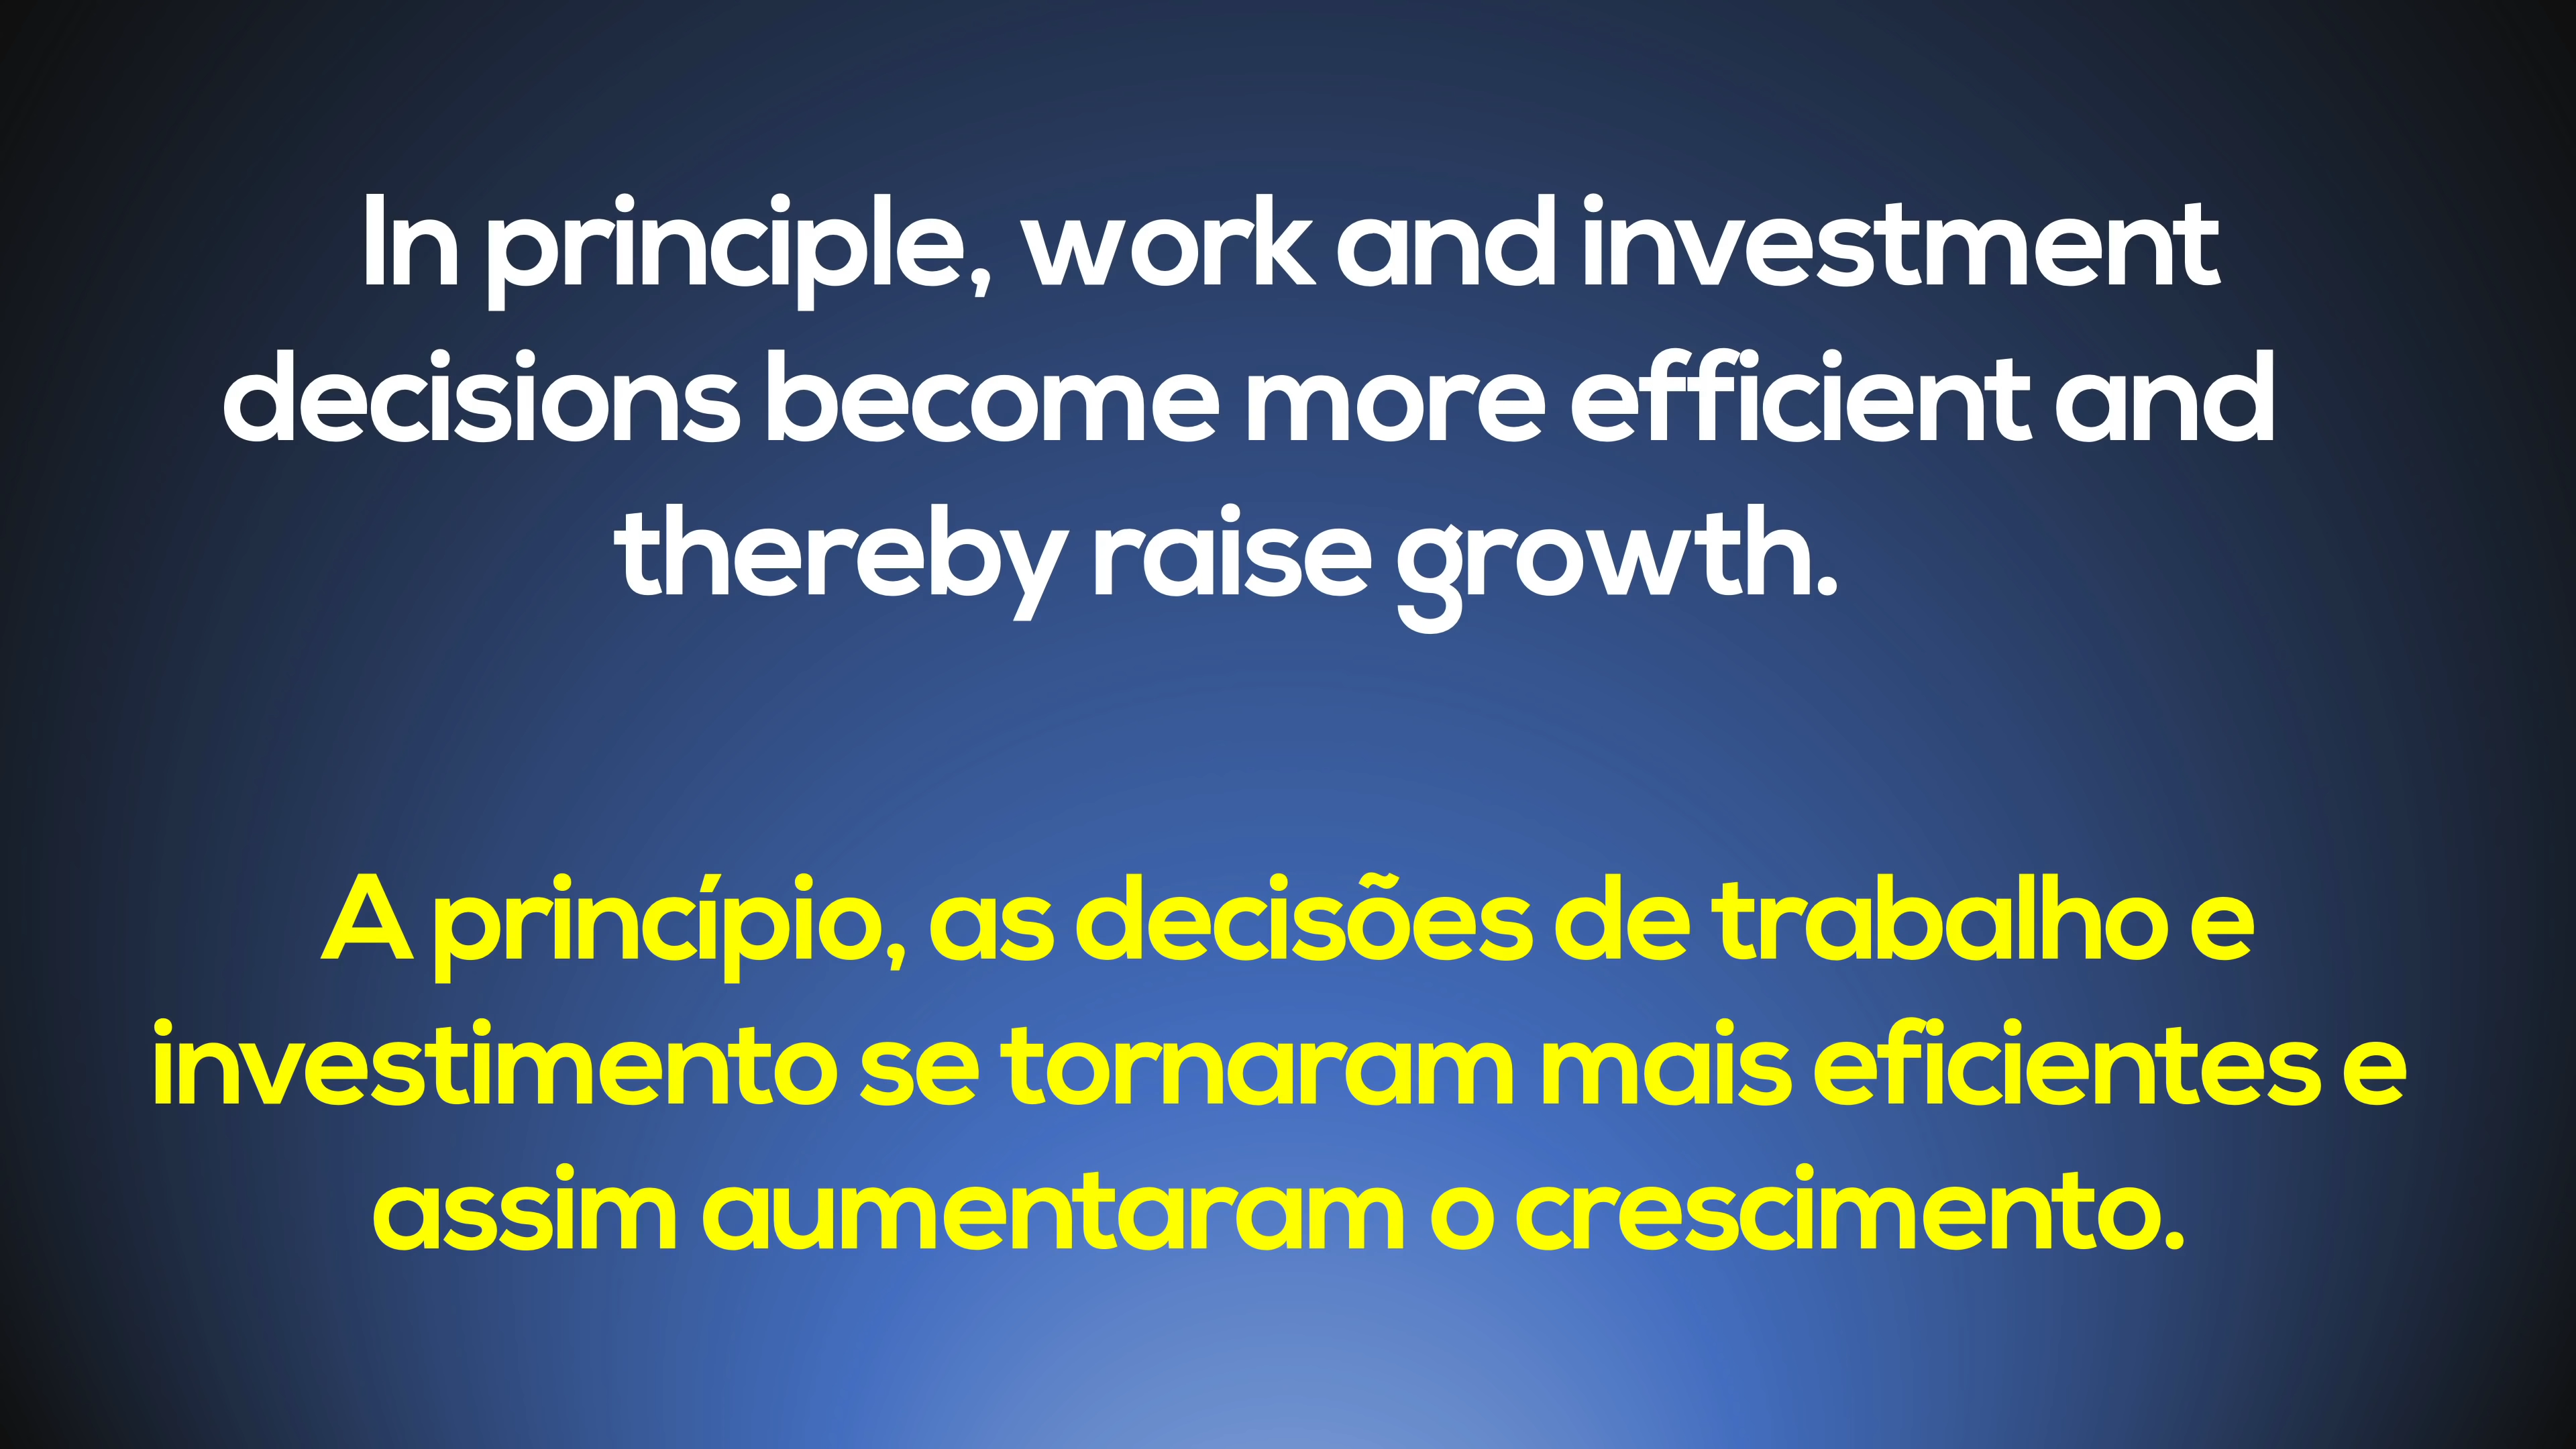 In principle, work and investment
decisions become more efficient and
thereby raise growth.
A princípio, as decisões de trabalho e
investimento se tornaram mais eficientes e
assim aumentaram o crescimento.